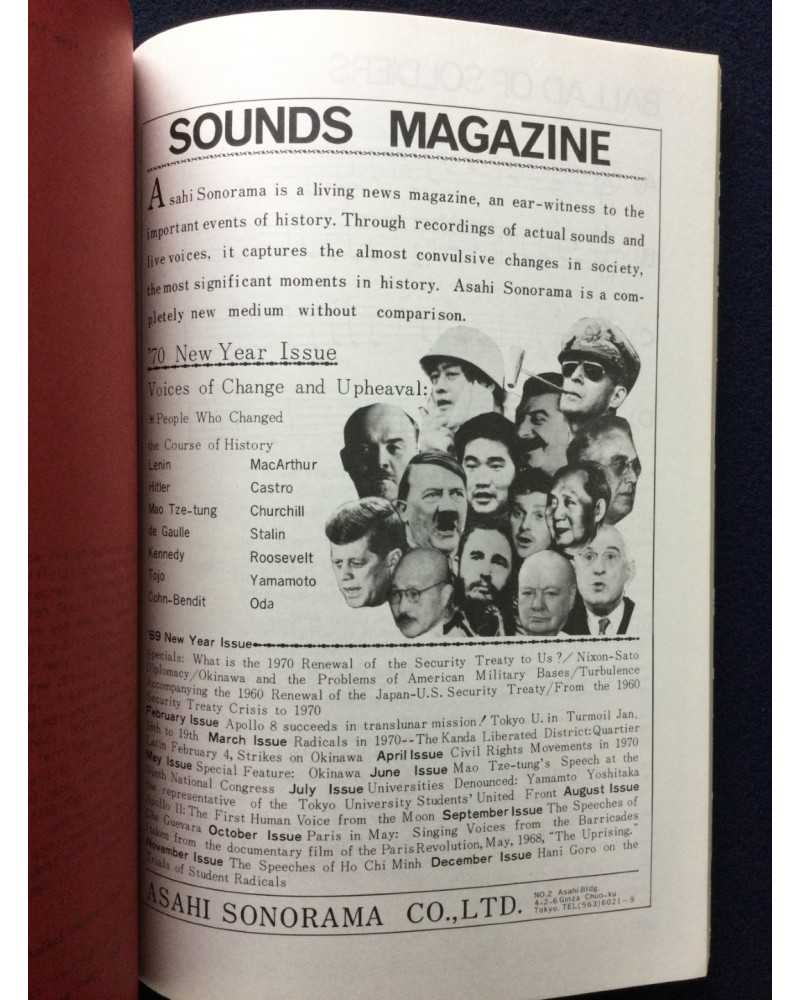 BALLAD OF SOLDIERS
SOUNDS MAGAZINE
Asahi Sonorama is a living news magazine, an ear-witness to the
important events of history. Through recordings of actual sounds and
live voices, it captures the almost convulsive changes in society,
the most significant moments in history. Asahi Sonorama is a com-
pletely new medium without comparison.
'70 New Year Issue
Voices of Change and Upheaval:
People Who Changed
the Course of History
Lenin MacArthur
Hitler Castro
Mao Tze-tung Churchill
de Gaulle Stalin
Kennedy Roosevelt
Tojo Yamamoto
Cohn-Bendit Oda
'69 New Year Issue
Specials: What is the 1970 Renewal of the Security Treaty to Us?/Nixon-Sato
Diplomacy/Okinawa and the Problems of American Military Bases/Turbulence
Accompanying the 1960 Renewal of the Japan-U.S. Security Treaty/From the 1960
Security Treaty Crisis to 1970
February Issue Apollo 8 succeeds in translunar mission! Tokyo U. in Turmoil Jan.
18th to 19th March Issue Radicals in 1970--The Kanda Liberated District: Quartier
Latin February 4, Strikes on Okinawa April Issue Civil Rights Movements in 1970
May Issue Special Feature: Okinawa June Issue Mao Tze-tung's Speech at the
National Congress July Issue Universities Denounced: Yamamto Yoshitaka
the representative of the Tokyo University Students' United Front August Issue
Apollo II: The First Human Voice from the Moon September Issue The Speeches of
Che Guevara October Issue Paris in May: Singing Voices from the Barricades
(taken from the documentary film of the Paris Revolution, May, 1968, "The Uprising."
November Issue The Speeches of Ho Chi Minh December Issue Hani Goro on the
Trials of Student Radicals
ASAHI SONORAMA CO.,LTD.
NO.2 Asahi Bldg.
4-2-6 Ginza Chuo-ku
Tokyo. TEL(563)6021-9